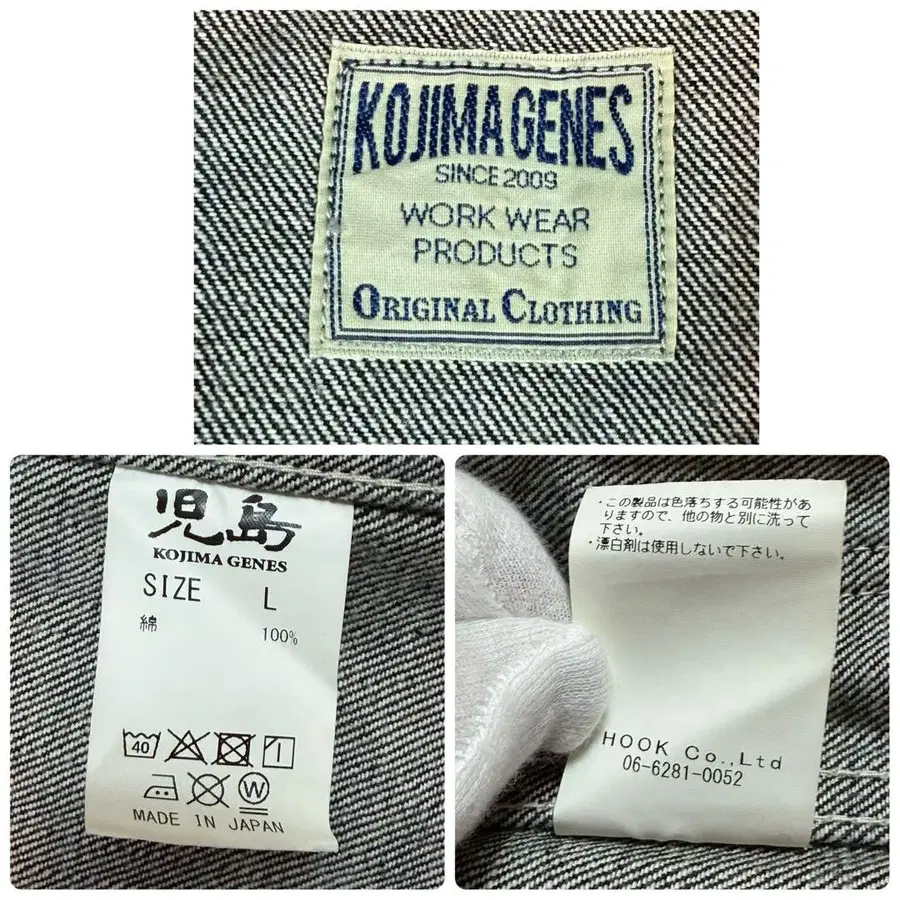 KOJIMA GENES
SINCE 2009
WORK WEAR
PRODUCTS
ORIGINAL CLOTHING
児島
KOJIMA GENES
SIZE L
綿 100%
40
W
MADE IN JAPAN
・この製品は色落ちする可能性があ
りますので、他の物と別に洗って
下さい。
・漂白剤は使用しないで下さい。
HOOK Co.,Ltd
06-6281-0052